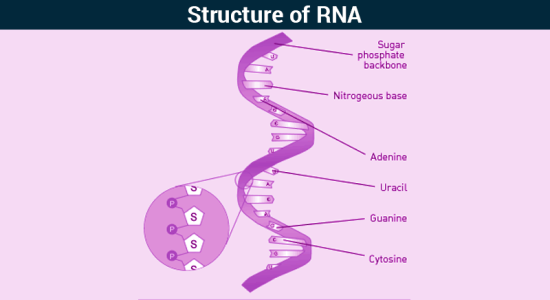 Structure of RNA
Sugar
phosphate
backbone
Nitrogeous base
Adenine
Uracil
Guanine
Cytosine
S
P
S
P
S
P
S